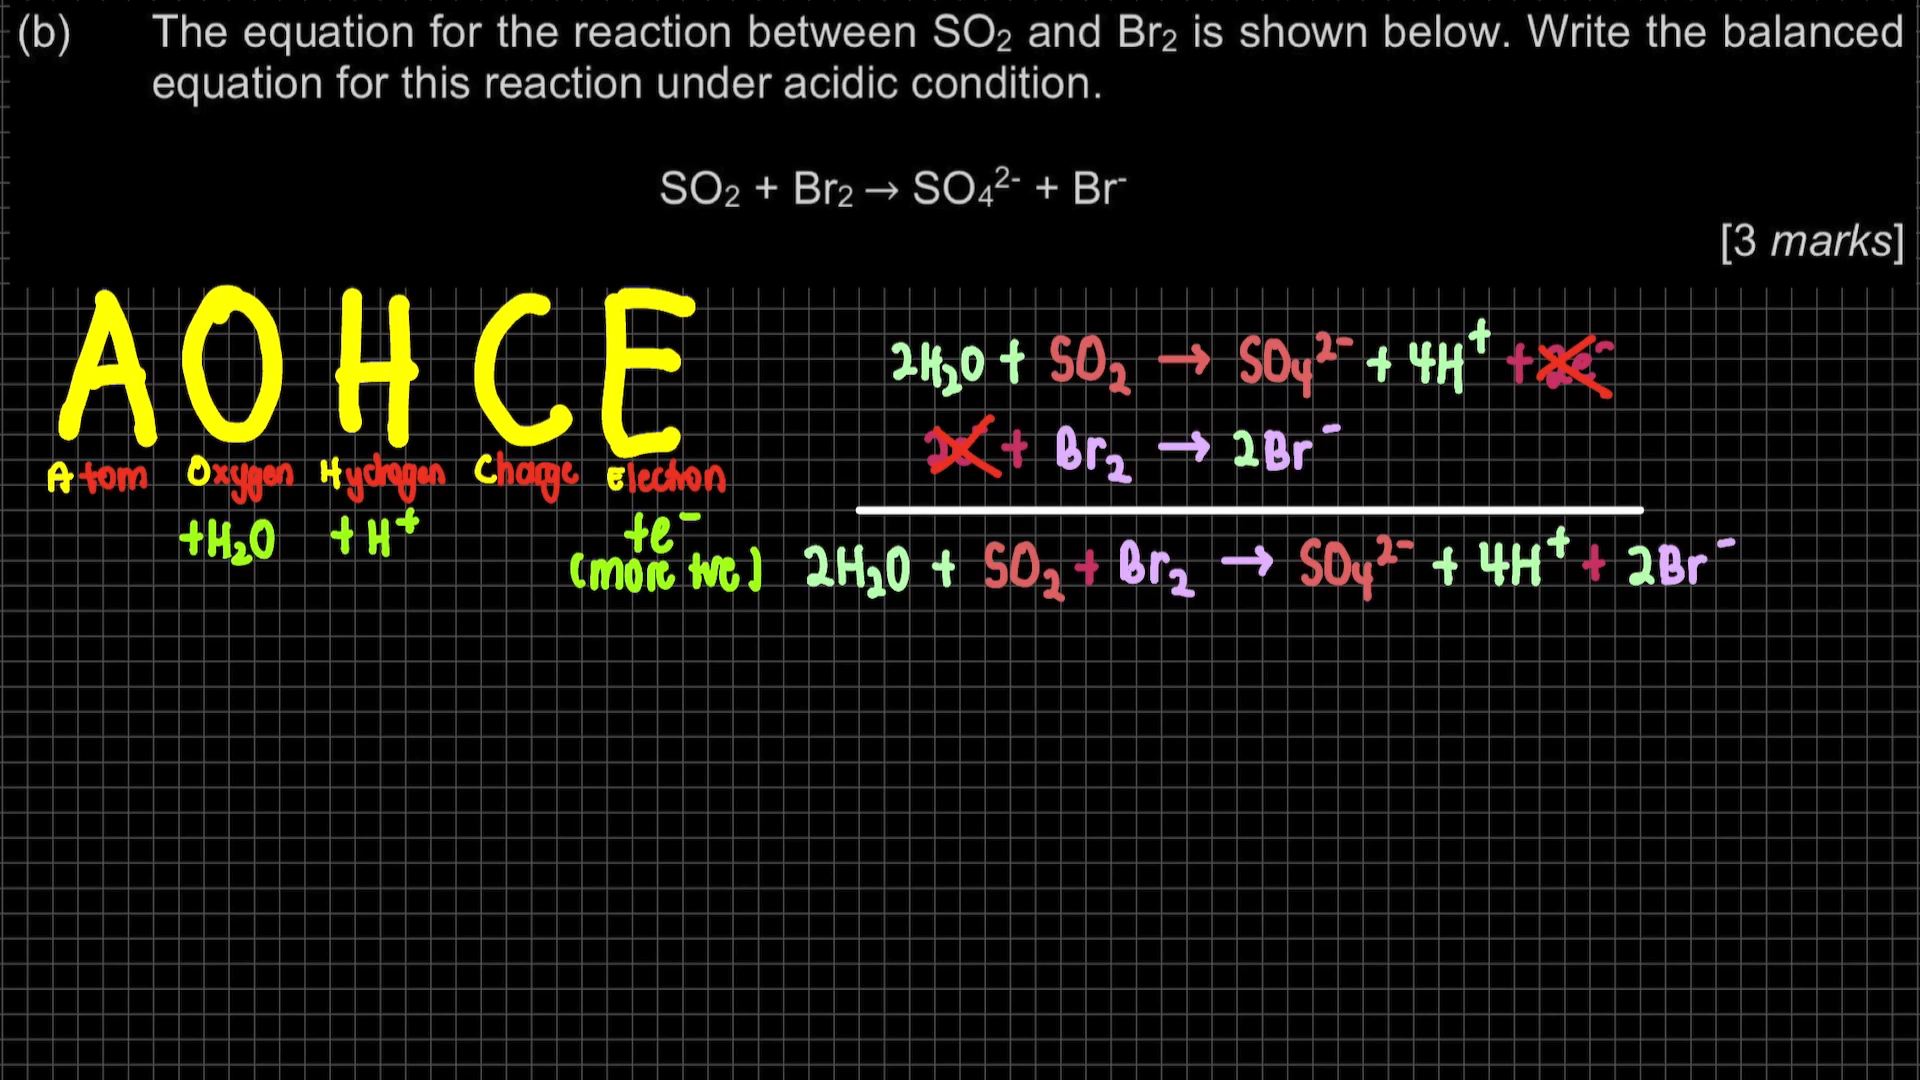 (b) The equation for the reaction between SO₂ and Br₂ is shown below. Write the balanced
equation for this reaction under acidic condition.
SO₂ + Br₂ → SO₄²⁻ + Br⁻
[3 marks]
A O H C E
Atom Oxygen Hydrogen Charge Electron
+H₂O +H⁺ +e⁻
(more +ve)
2H₂O + SO₂ → SO₄²⁻ + 4H⁺ + 2e⁻
2e⁻ + Br₂ → 2Br⁻
2H₂O + SO₂ + Br₂ → SO₄²⁻ + 4H⁺ + 2Br⁻